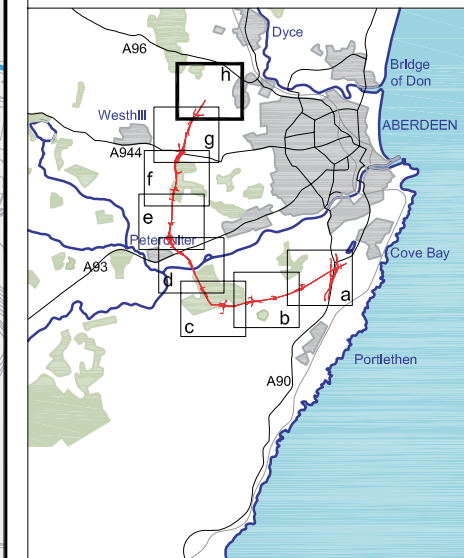 Dyce
A96
h
Bridge
of Don
Westhill
ABERDEEN
g
A944
f
e
Peterculter
Cove Bay
A93
d
a
b
c
Portlethen
A90